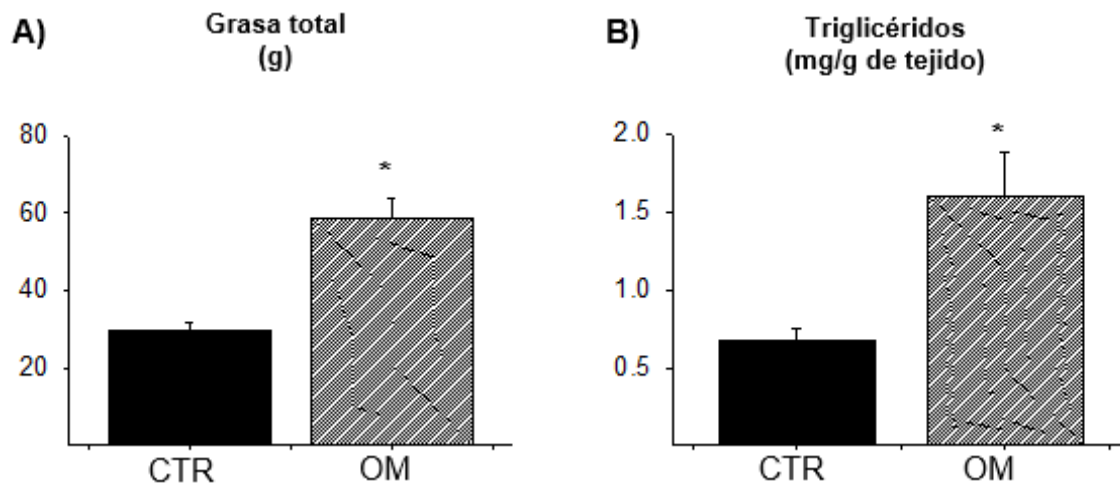 A)
Grasa total
(g)
80
60
40
20
*
CTR
OM
B)
Triglicéridos
(mg/g de tejido)
2.0
1.5
1.0
0.5
*
CTR
OM